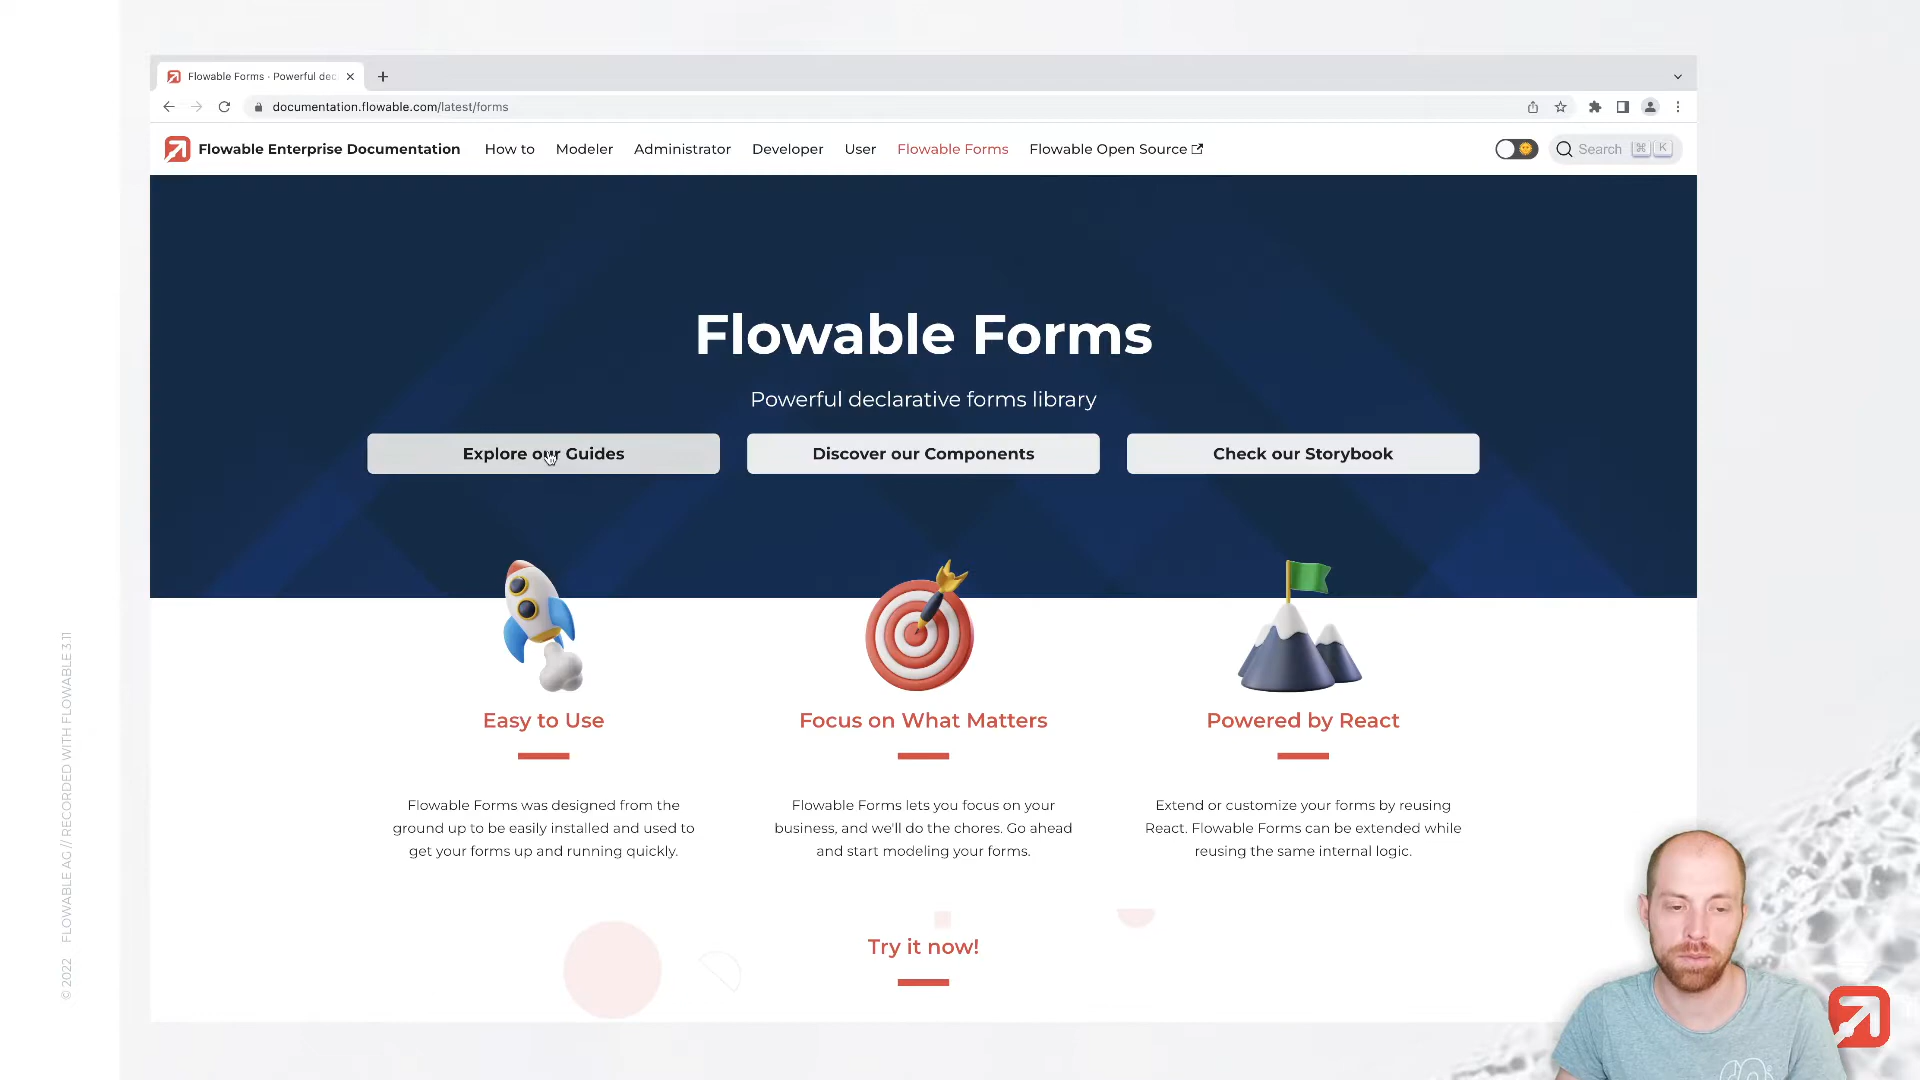 Flowable Forms · Powerful dec
documentation.flowable.com/latest/forms
Flowable Enterprise Documentation How to Modeler Administrator Developer User Flowable Forms Flowable Open Source Search ⌘ K
Flowable Forms
Powerful declarative forms library
Explore our Guides Discover our Components Check our Storybook
Easy to Use
Flowable Forms was designed from the
ground up to be easily installed and used to
get your forms up and running quickly.
Focus on What Matters
Flowable Forms lets you focus on your
business, and we'll do the chores. Go ahead
and start modeling your forms.
Powered by React
Extend or customize your forms by reusing
React. Flowable Forms can be extended while
reusing the same internal logic.
Try it now!
© 2022 FLOWABLE AG // RECORDED WITH FLOWABLE 3.11